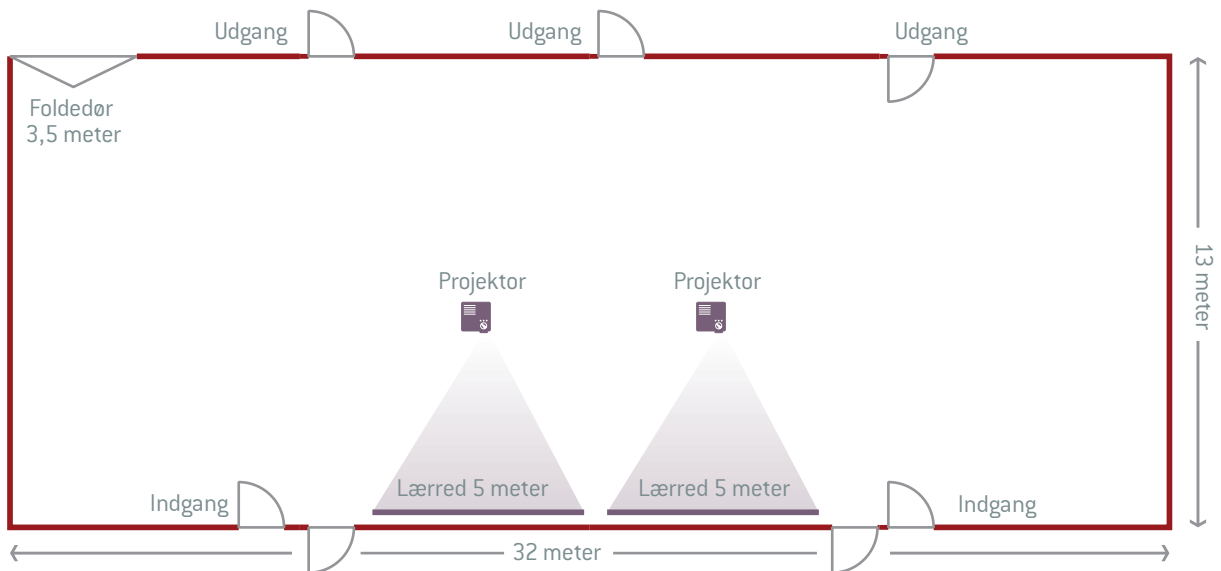 Udgang
Udgang
Udgang
Foldedør
3,5 meter
Projektor
Projektor
13 meter
Lærred 5 meter
Lærred 5 meter
Indgang
Indgang
32 meter